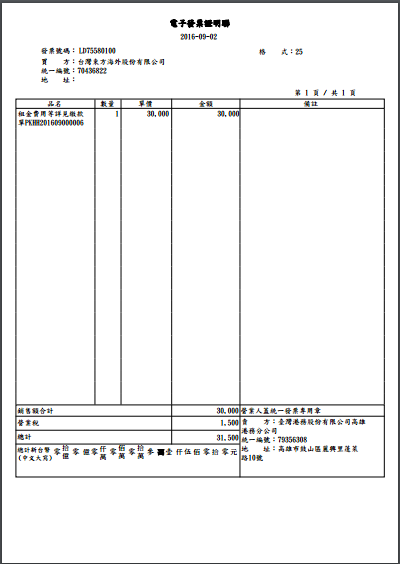 電子發票證明聯
2016-09-02
發票號碼：LD75580100
格　　式：25
買　　方：台灣東方海外股份有限公司
統一編號：70436822
地　　址：
第 1 頁 / 共 1 頁
品名 數量 單價 金額 備註
租金費用等詳見繳款 1 30,000 30,000
單PKHH201609000006
銷售額合計 30,000 營業人蓋統一發票專用章
營業稅 1,500
賣　　方：臺灣港務股份有限公司高雄
港務分公司
總計 31,500
統一編號：79356308
地　　址：高雄市鼓山區麗興里蓬萊
路10號
總計新台幣
(中文大寫)
零 拾億 零 億 零 仟萬 零 佰萬 零 拾萬 參 萬 壹 仟 伍 佰 零 拾 零 元